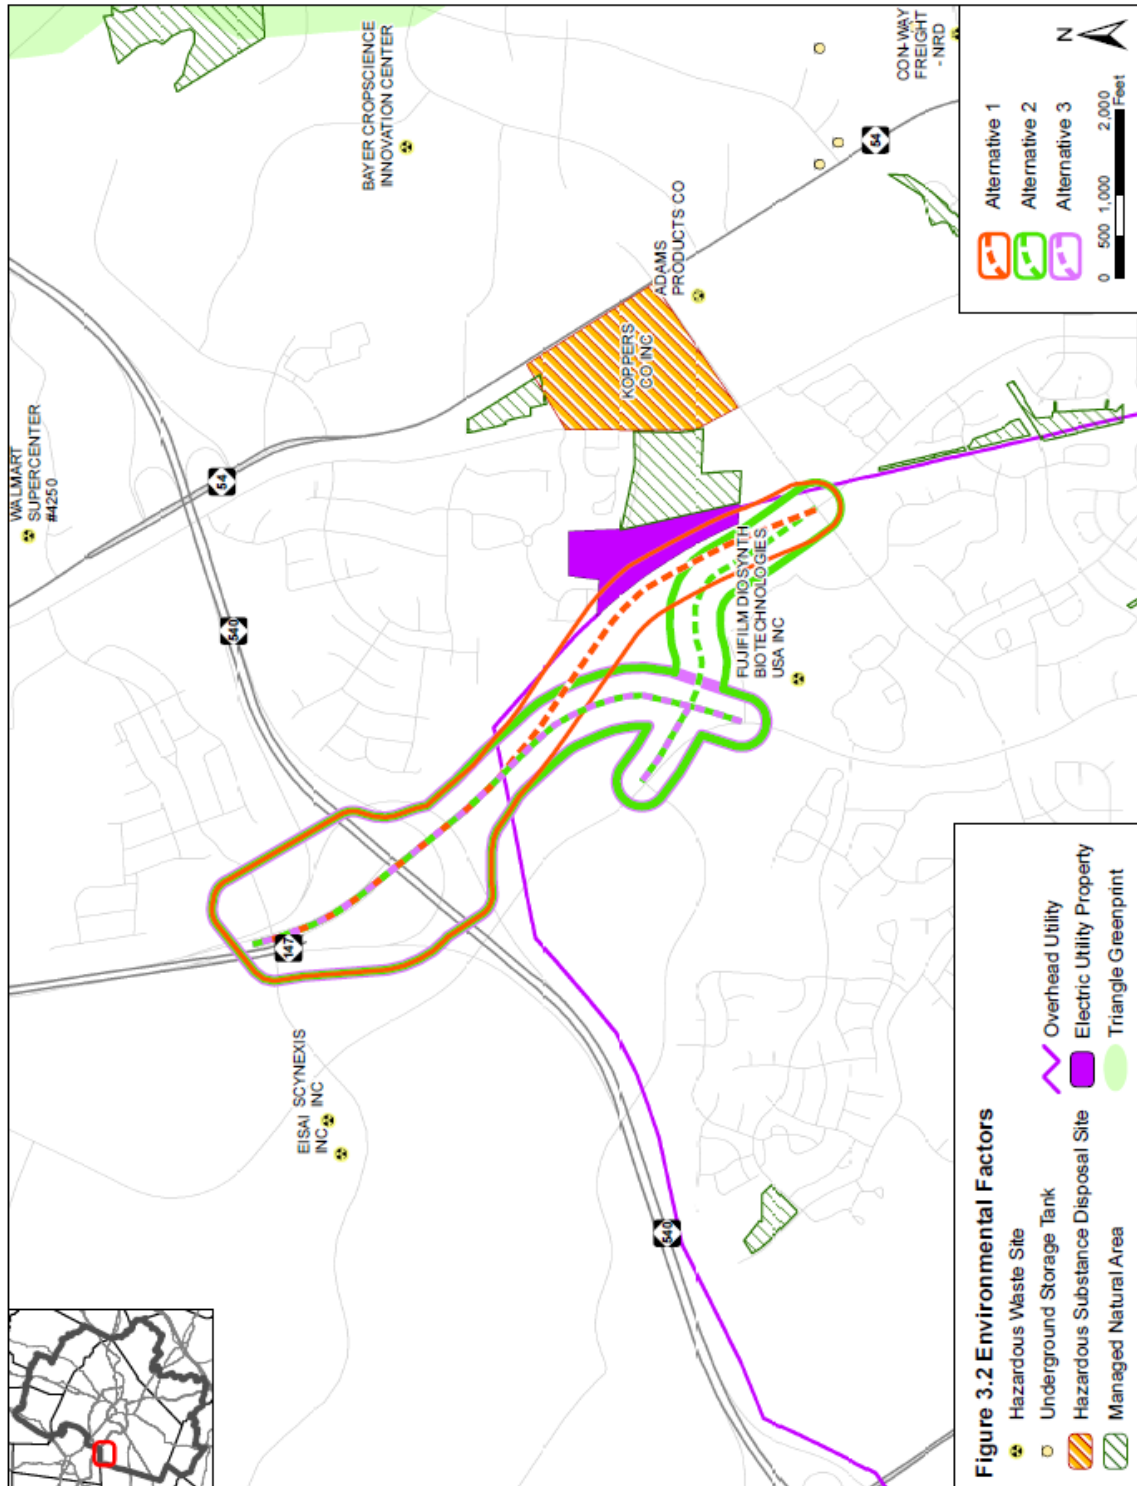 WALMART
SUPERCENTER
#4250
BAYER CROPSCIENCE
INNOVATION CENTER
CON-WAY
FREIGHT
- NRD
54
540
147
EISAI
INC
SCYNEXIS
INC
KOPPERS
CO INC
ADAMS
PRODUCTS CO
54
FUJIFILM DIOSYNTH
BIOTECHNOLOGIES
USA INC
540
Figure 3.2 Environmental Factors
Hazardous Waste Site
Underground Storage Tank
Hazardous Substance Disposal Site
Managed Natural Area
Overhead Utility
Electric Utility Property
Triangle Greenprint
Alternative 1
Alternative 2
Alternative 3
0 500 1,000 2,000
Feet
N